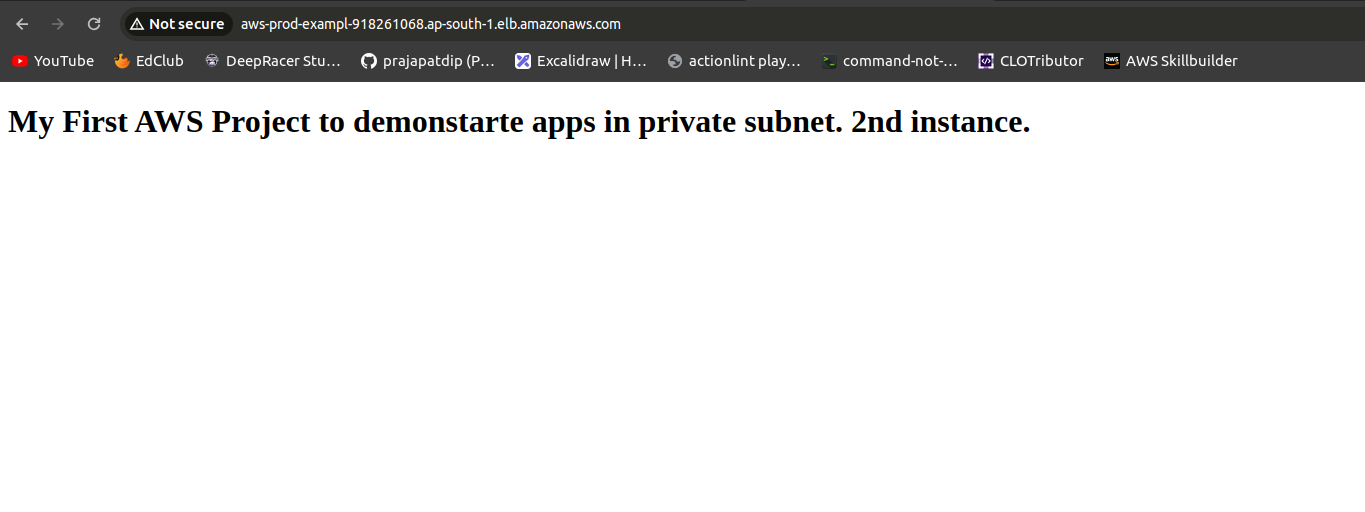 Not secure aws-prod-exampl-918261068.ap-south-1.elb.amazonaws.com
YouTube EdClub DeepRacer Stu... prajapatdip (P... Excalidraw | H... actionlint play... command-not-... CLOTributor aws AWS Skillbuilder
My First AWS Project to demonstarte apps in private subnet. 2nd instance.